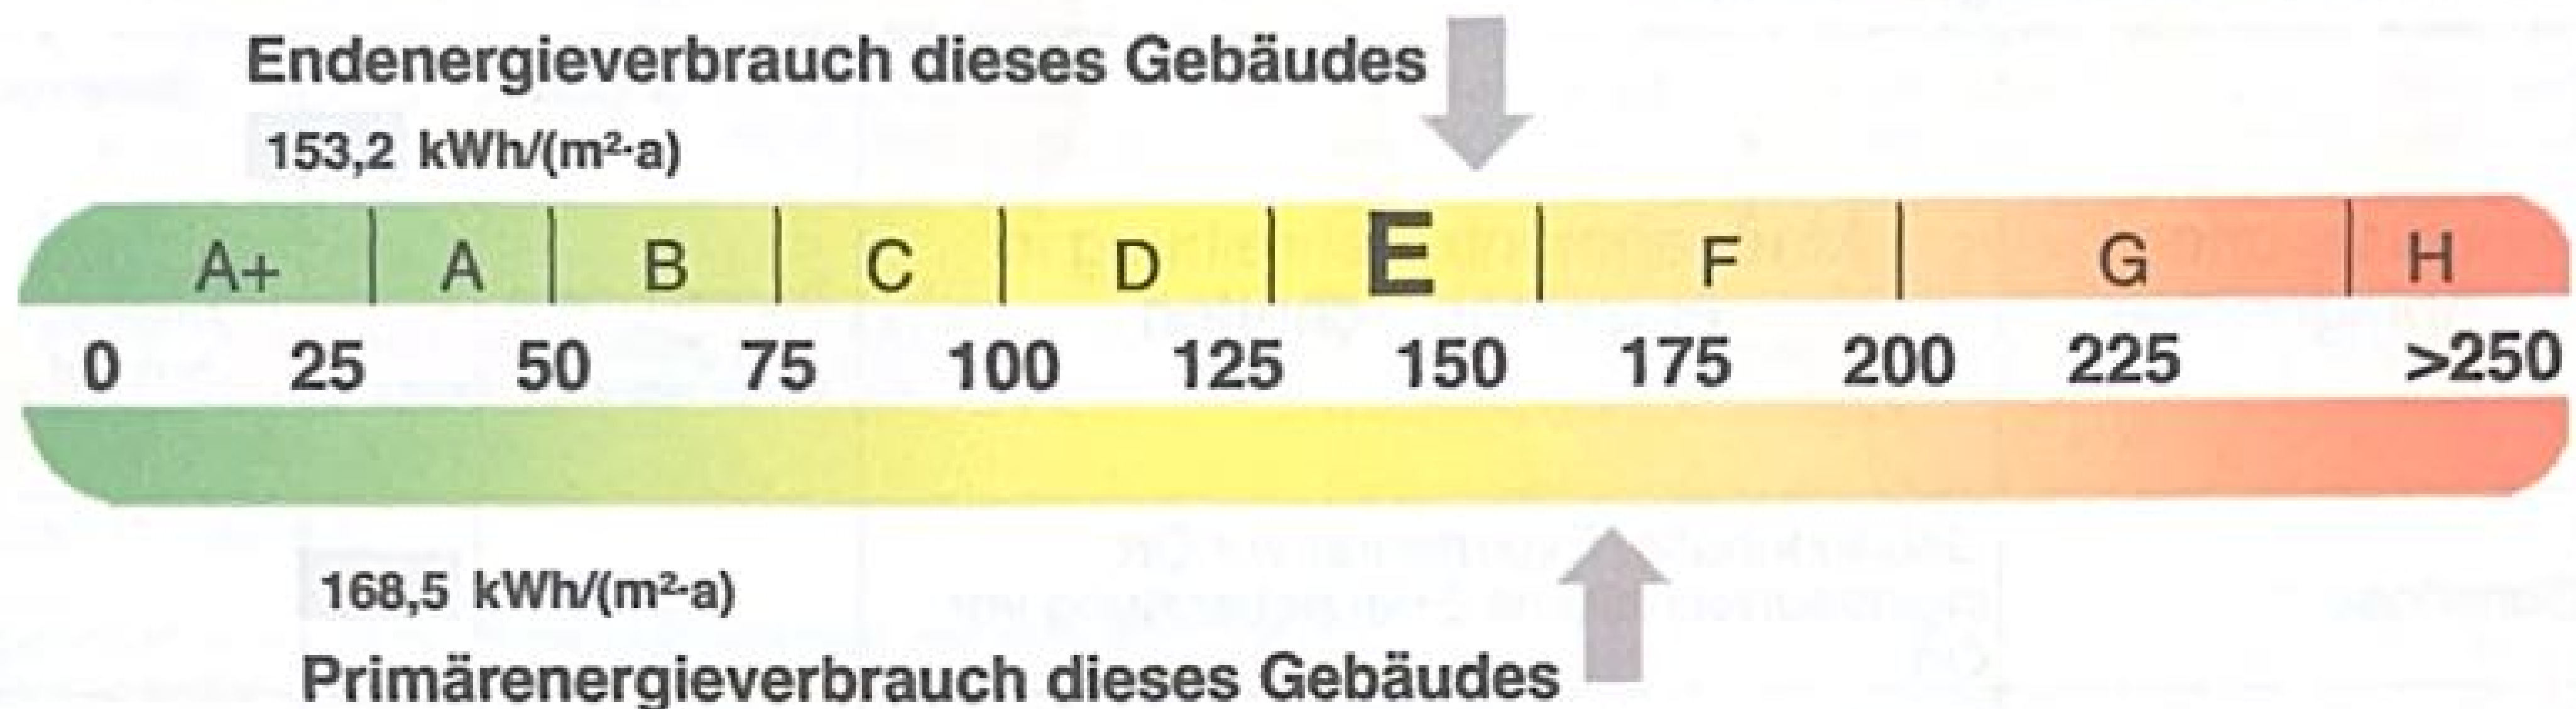 Endenergieverbrauch dieses Gebäudes
153,2 kWh/(m²·a)
A+ A B C D E F G H
0 25 50 75 100 125 150 175 200 225 >250
168,5 kWh/(m²·a)
Primärenergieverbrauch dieses Gebäudes